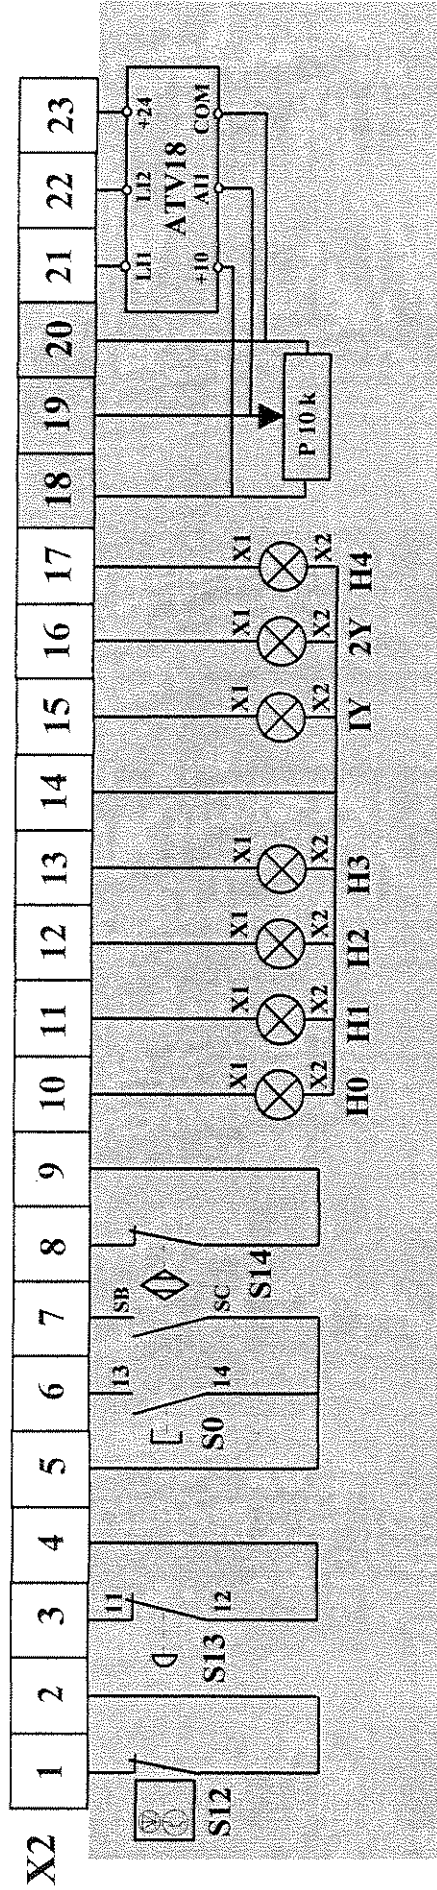 X2
1 2 3 4 5 6 7 8 9 10 11 12 13 14 15 16 17 18 19 20 21 22 23
LI1 LI2 +24
ATV18
+10 AI1 COM
11 13 SB
12 14 SC
S12 S13 S0 S14
X1 X1 X1 X1 X1 X1 X1
X2 X2 X2 X2 X2 X2 X2
H0 H1 H2 H3 1Y 2Y H4
P 10 k